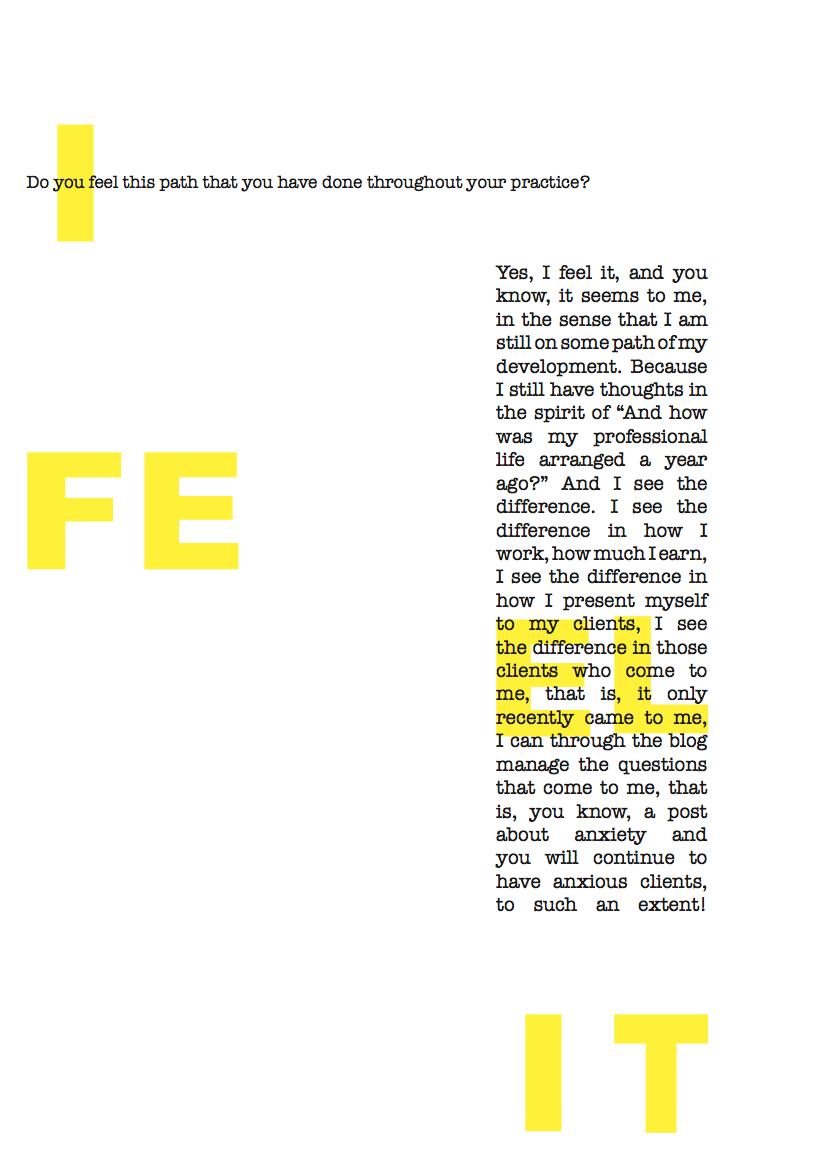 I
Do you feel this path that you have done throughout your practice?
Yes, I feel it, and you
know, it seems to me,
in the sense that I am
still on some path of my
development. Because
I still have thoughts in
the spirit of “And how
was my professional
life arranged a year
ago?” And I see the
difference. I see the
difference in how I
work, how much I earn,
I see the difference in
how I present myself
to my clients, I see
the difference in those
clients who come to
me, that is, it only
recently came to me,
I can through the blog
manage the questions
that come to me, that
is, you know, a post
about anxiety and
you will continue to
have anxious clients,
to such an extent!
FE
EL
IT